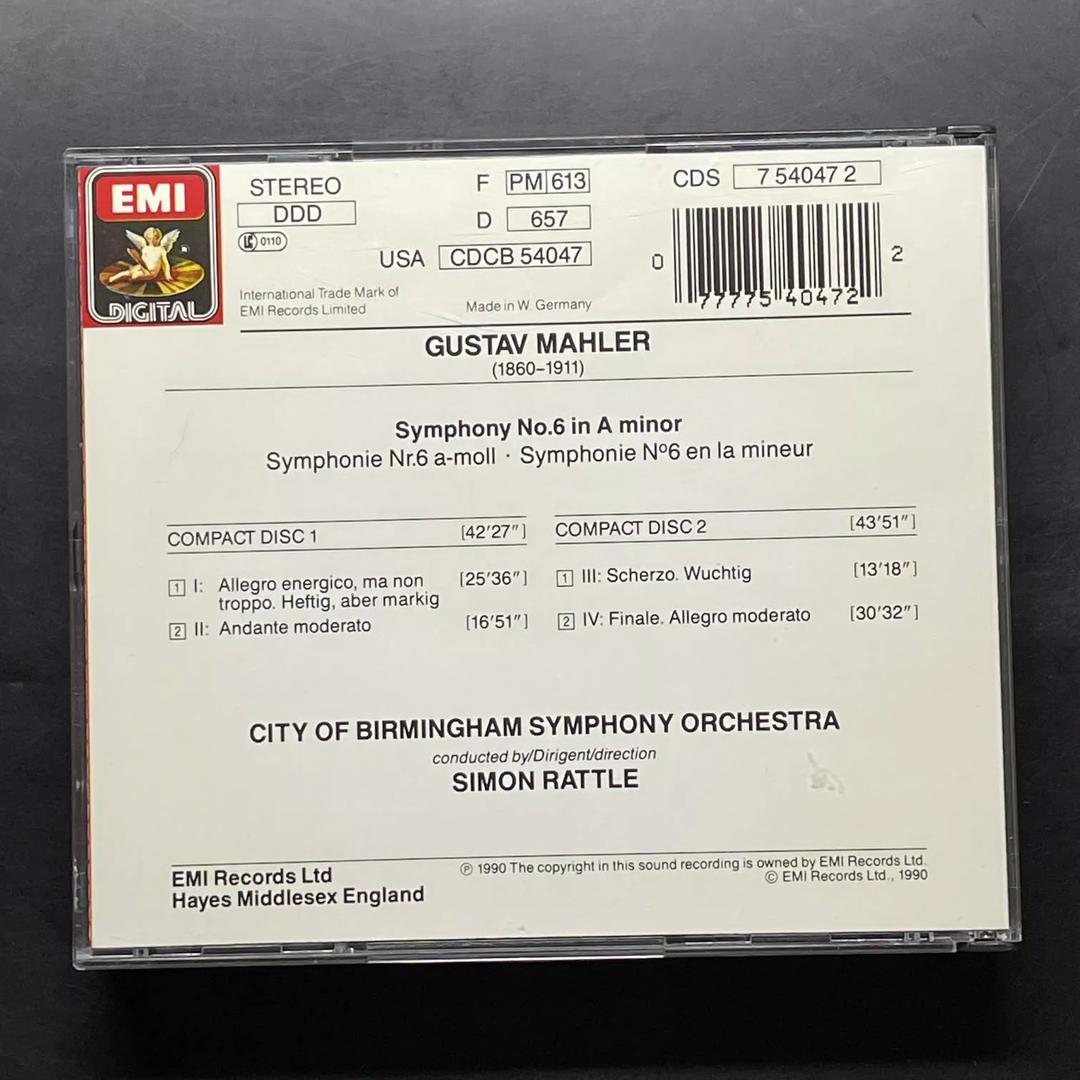 EMI
DIGITAL
STEREO
DDD
LC 0110
International Trade Mark of
EMI Records Limited
F PM 613
D 657
USA CDCB 54047
Made in W. Germany
CDS 7 54047 2
0 77775 40472 2
GUSTAV MAHLER
(1860–1911)
Symphony No.6 in A minor
Symphonie Nr.6 a-moll · Symphonie Nº6 en la mineur
COMPACT DISC 1 [42'27"]
1 I: Allegro energico, ma non [25'36"]
troppo. Heftig, aber markig
2 II: Andante moderato [16'51"]
COMPACT DISC 2 [43'51"]
1 III: Scherzo. Wuchtig [13'18"]
2 IV: Finale. Allegro moderato [30'32"]
CITY OF BIRMINGHAM SYMPHONY ORCHESTRA
conducted by/Dirigent/direction
SIMON RATTLE
EMI Records Ltd
Hayes Middlesex England
℗ 1990 The copyright in this sound recording is owned by EMI Records Ltd.
© EMI Records Ltd., 1990